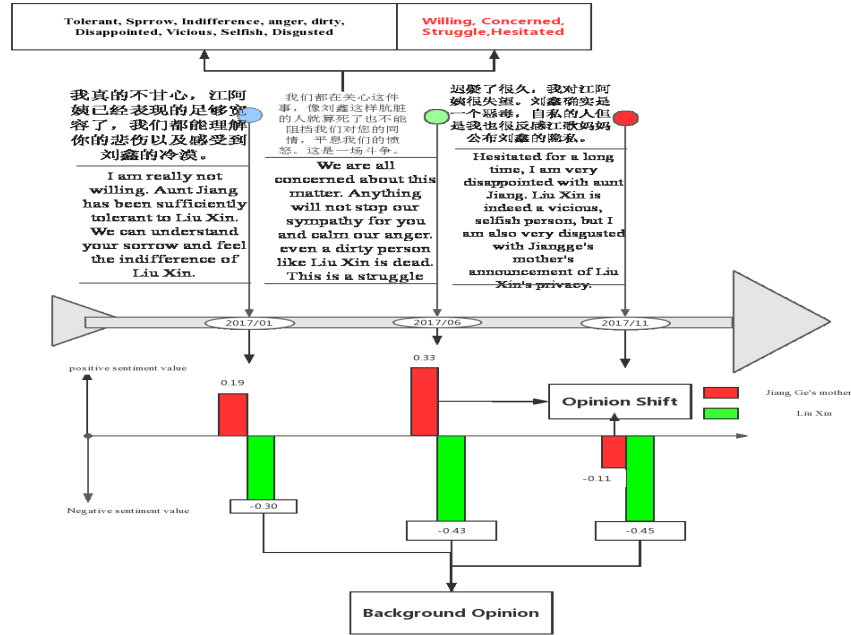 Tolerant, Sprrow, Indifference, anger, dirty,
Disappointed, Vicious, Selfish, Disgusted
Willing, Concerned,
Struggle,Hesitated
我真的不甘心，江阿
姨已经表现的足够宽
容了，我们都能理解
你的悲伤以及感受到
刘鑫的冷漠。
I am really not
willing. Aunt Jiang
has been sufficiently
tolerant to Liu Xin.
We can understand
your sorrow and feel
the indifference of
Liu Xin.
我们都在关心这件
事，像刘鑫这样肮脏
的人就算死了也不能
阻挡我们对您的同
情，平息我们的愤
怒。这是一场斗争。
We are all
concerned about this
matter. Anything
will not stop our
sympathy for you
and calm our anger.
even a dirty person
like Liu Xin is dead.
This is a struggle
迟疑了很久，我对江阿
姨很失望。刘鑫确实是
一个恶毒，自私的人但
是我也很反感江歌妈妈
公布刘鑫的隐私。
Hesitated for a long
time, I am very
disappointed with aunt
Jiang. Liu Xin is
indeed a vicious,
selfish person, but I
am also very disgusted
with Jiangge's
mother's
announcement of Liu
Xin's privacy.
2017/01
2017/06
2017/11
positive sentiment value
0.19
0.33
Opinion Shift
Jiang Ge's mother
Liu Xin
-0.11
Negative sentiment value
-0.30
-0.43
-0.45
Background Opinion